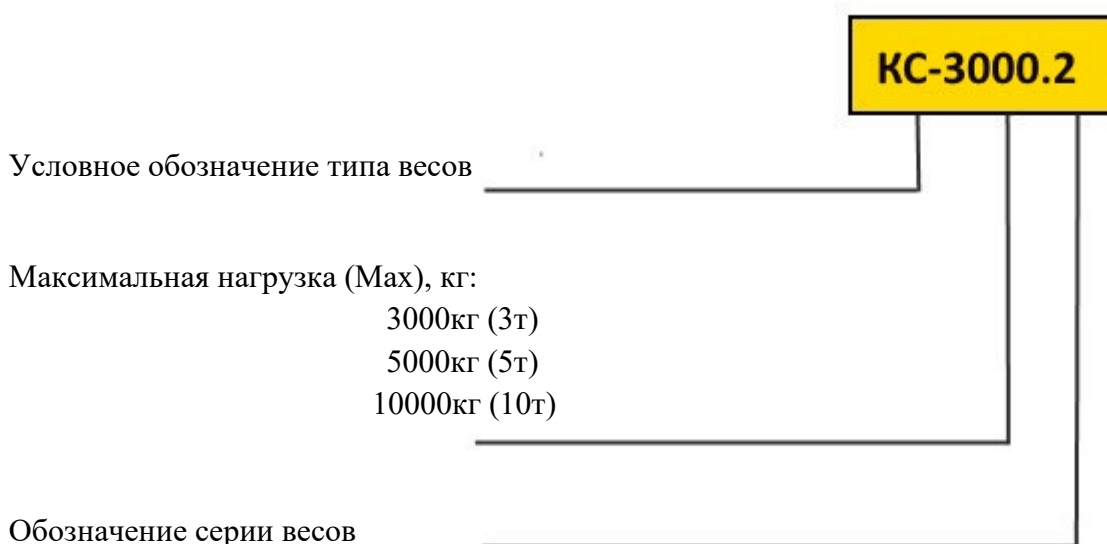 КС-3000.2
Условное обозначение типа весов
Максимальная нагрузка (Max), кг:
3000кг (3т)
5000кг (5т)
10000кг (10т)
Обозначение серии весов